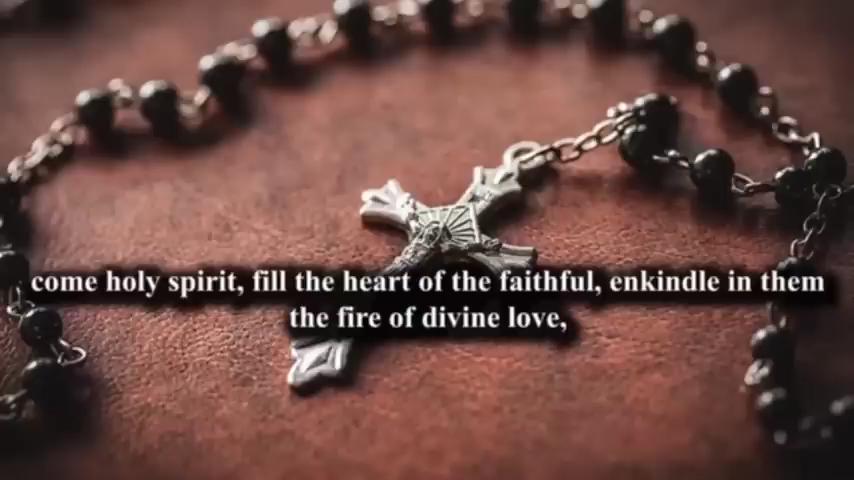 come holy spirit, fill the heart of the faithful, enkindle in them
the fire of divine love,